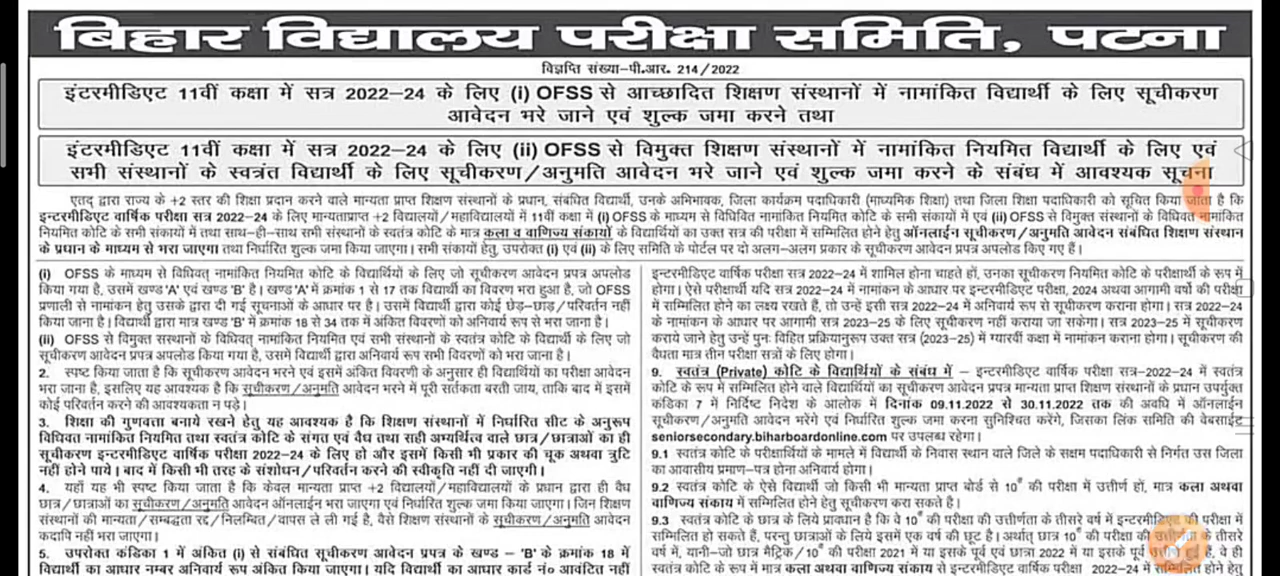 बिहार विद्यालय परीक्षा समिति, पटना
विज्ञप्ति संख्या-पी.आर. 214/2022
इंटरमीडिएट 11वीं कक्षा में सत्र 2022-24 के लिए (i) OFSS से आच्छादित शिक्षण संस्थानों में नामांकित विद्यार्थी के लिए सूचीकरण
आवेदन भरे जाने एवं शुल्क जमा करने तथा
इंटरमीडिएट 11वीं कक्षा में सत्र 2022-24 के लिए (ii) OFSS से विमुक्त शिक्षण संस्थानों में नामांकित नियमित विद्यार्थी के लिए एवं
सभी संस्थानों के स्वत्रंत विद्यार्थी के लिए सूचीकरण/अनुमति आवेदन भरे जाने एवं शुल्क जमा करने के संबंध में आवश्यक सूचना
एतद् द्वारा राज्य के +2 स्तर की शिक्षा प्रदान करने वाले मान्यता प्राप्त शिक्षण संस्थानों के प्रधान, संबंधित विद्यार्थी, उनके अभिभावक, जिला कार्यक्रम पदाधिकारी (माध्यमिक शिक्षा) तथा जिला शिक्षा पदाधिकारी को सूचित किया जाता है कि
इन्टरमीडिएट वार्षिक परीक्षा सत्र 2022-24 के लिए मान्यताप्राप्त +2 विद्यालयों/महाविद्यालयों में 11वीं कक्षा में (i) OFSS के माध्यम से विधिवित् नामांकित नियमित कोटि के सभी संकायों में एवं (ii) OFSS से विमुक्त संस्थानों के विधिवत् नामांकित
नियमित कोटि के सभी संकायों में तथा साथ-ही-साथ सभी संस्थानों के स्वतंत्र कोटि के मात्र कला व वाणिज्य संकायों के विद्यार्थियों का उक्त सत्र की परीक्षा में सम्मिलित होने हेतु ऑनलाईन सूचीकरण/अनुमति आवेदन संबंधित शिक्षण संस्थान
के प्रधान के माध्यम से भरा जाएगा तथा निर्धारित शुल्क जमा किया जाएगा। सभी संकायों हेतु, उपरोक्त (i) एवं (ii) के लिए समिति के पोर्टल पर दो अलग-अलग प्रकार के सूचीकरण आवेदन प्रपत्र अपलोड किए गए हैं।
(i) OFSS के माध्यम से विधिवत् नामांकित नियमित कोटि के विद्यार्थियों के लिए जो सूचीकरण आवेदन प्रपत्र अपलोड
किया गया है, उसमें खण्ड 'A' एवं खण्ड 'B' है। खण्ड 'A' में क्रमांक 1 से 17 तक विद्यार्थी का विवरण भरा हुआ है, जो OFSS
प्रणाली से नामांकन हेतु उसके द्वारा दी गई सूचनाओं के आधार पर है। उसमें विद्यार्थी द्वारा कोई छेड़-छाड़/परिवर्तन नहीं
किया जाना है। विद्यार्थी द्वारा मात्र खण्ड 'B' में क्रमांक 18 से 34 तक में अंकित विवरणों को अनिवार्य रूप से भरा जाना है।
(ii) OFSS से विमुक्त सस्थानों के विधिवत् नामांकित नियमित एवं सभी संस्थानों के स्वतंत्र कोटि के विद्यार्थी के लिए जो
सूचीकरण आवेदन प्रपत्र अपलोड किया गया है, उसमें विद्यार्थी द्वारा अनिवार्य रूप सभी विवरणों को भरा जाना है।
2. स्पष्ट किया जाता है कि सूचीकरण आवेदन भरने एवं इसमें अंकित विवरणी के अनुसार ही विद्यार्थियों का परीक्षा आवेदन
भरा जाना है, इसलिए यह आवश्यक है कि सूचीकरण/अनुमति आवेदन भरने में पूरी सर्तकता बरती जाय, ताकि बाद में इसमें
कोई परिवर्तन करने की आवश्यकता न पड़े।
3. शिक्षा की गुणवत्ता बनाये रखने हेतु यह आवश्यक है कि शिक्षण संस्थानों में निर्धारित सीट के अनुरूप
विधिवत नामांकित नियमित तथा स्वतंत्र कोटि के संगत एवं वैध तथा सही अभ्यर्थित्व वाले छात्र/छात्राओं का ही
सूचीकरण इन्टरमीडिएट वार्षिक परीक्षा 2022-24 के लिए हो और इसमें किसी भी प्रकार की चूक अथवा त्रुटि
नहीं होने पाये। बाद में किसी भी तरह के संशोधन/परिवर्तन करने की स्वीकृति नहीं दी जाएगी।
4. यहाँ यह भी स्पष्ट किया जाता है कि केवल मान्यता प्राप्त +2 विद्यालयों/महाविद्यालयों के प्रधान द्वारा ही वैध
छात्र/छात्राओं का सूचीकरण/अनुमति आवेदन ऑनलाईन भरा जाएगा एवं निर्धारित शुल्क जमा किया जाएगा। जिन शिक्षण
संस्थानों की मान्यता/सम्बद्धता रद्द/निलम्बित/वापस ले ली गई है, वैसे शिक्षण संस्थानों के सूचीकरण/अनुमति आवेदन
कदापि नहीं भरा जाएगा।
5. उपरोक्त कंडिका 1 में अंकित (i) से संबंधित सूचीकरण आवेदन प्रपत्र के खण्ड - 'B' के क्रमांक 18 में
विद्यार्थी का आधार नम्बर अनिवार्य रूप अंकित किया जाएगा। यदि विद्यार्थी का आधार कार्ड नं० आवंटित नहीं
इन्टरमीडिएट वार्षिक परीक्षा सत्र 2022-24 में शामिल होना चाहते हों, उनका सूचीकरण नियमित कोटि के परीक्षार्थी के रूप में
होगा। ऐसे परीक्षार्थी यदि सत्र 2022-24 में नामांकन के आधार पर इन्टरमीडिएट परीक्षा, 2024 अथवा आगामी वर्षो की परीक्षा
में सम्मिलित होने का लक्ष्य रखते हैं, तो उन्हें इसी सत्र 2022-24 में अनिवार्य रूप से सूचीकरण कराना होगा। सत्र 2022-24
के नामांकन के आधार पर आगामी सत्र 2023-25 के लिए सूचीकरण नहीं कराया जा सकेगा। सत्र 2023-25 में सूचीकरण
कराये जाने हेतु उन्हें पुनः विहित प्रक्रियानुरूप उक्त सत्र (2023-25) में ग्यारवीं कक्षा में नामांकन कराना होगा। सूचीकरण की
वैधता मात्र तीन परीक्षा सत्रों के लिए होगा।
9. स्वतंत्र (Private) कोटि के विद्यार्थियों के संबंध में - इन्टरमीडिएट वार्षिक परीक्षा सत्र-2022-24 में स्वतंत्र
कोटि के रूप में सम्मिलित होने वाले विद्यार्थियों का सूचीकरण आवेदन प्रपत्र मान्यता प्राप्त शिक्षण संस्थानों के प्रधान उपर्युक्त
कंडिका 7 में निर्दिष्ट निदेश के आलोक में दिनांक 09.11.2022 से 30.11.2022 तक की अवधि में ऑनलाईन
सूचीकरण/अनुमति आवेदन भरेंगे एवं निर्धारित शुल्क जमा करना सुनिश्चित करेंगे, जिसका लिंक समिति की वेबसाईट
seniorsecondary.biharboardonline.com पर उपलब्ध रहेगा।
9.1 स्वतंत्र कोटि के परीक्षार्थियों के मामले में विद्यार्थी के निवास स्थान वाले जिले के सक्षम पदाधिकारी से निर्गत उस जिला
का आवासीय प्रमाण-पत्र होना अनिवार्य होगा।
9.2 स्वतंत्र कोटि के ऐसे विद्यार्थी जो किसी भी मान्यता प्राप्त बोर्ड से 10th की परीक्षा में उत्तीर्ण हों, मात्र कला अथवा
वाणिज्य संकाय में सम्मिलित होने हेतु सूचीकरण करा सकते है।
9.3 स्वतंत्र कोटि के छात्र के लिये प्रावधान है कि वे 10th की परीक्षा की उत्तीर्णता के तीसरे वर्ष में इन्टरमीडिएट की परीक्षा में
सम्मिलित हो सकते हैं, परन्तु छात्राओं के लिये इसमें एक वर्ष की छूट है। अर्थात् छात्र 10th की परीक्षा की उत्तीर्णता के तीसरे
वर्ष में, यानी-जो छात्र मैट्रिक/10th की परीक्षा 2021 में या इसके पूर्व एवं छात्रा 2022 या इसके पूर्व उत्तीर्ण हुई हैं, वे ही
स्वतंत्र कोटि के रूप में मात्र कला अथवा वाणिज्य संकाय से इन्टरमीडिएट वार्षिक परीक्षा 2022-24 में सम्मिलित होने हेतु